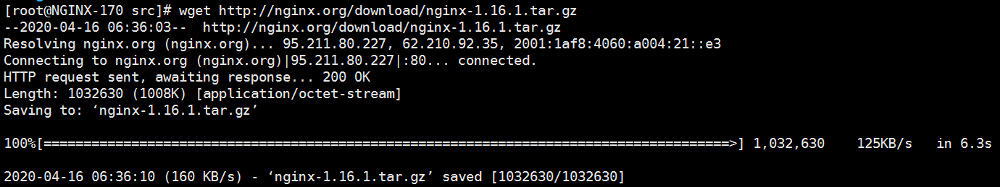 [root@NGINX-170 src]# wget http://nginx.org/download/nginx-1.16.1.tar.gz
--2020-04-16 06:36:03--  http://nginx.org/download/nginx-1.16.1.tar.gz
Resolving nginx.org (nginx.org)... 95.211.80.227, 62.210.92.35, 2001:1af8:4060:a004:21::e3
Connecting to nginx.org (nginx.org)|95.211.80.227|:80... connected.
HTTP request sent, awaiting response... 200 OK
Length: 1032630 (1008K) [application/octet-stream]
Saving to: ‘nginx-1.16.1.tar.gz’
100%[======================================================================================>] 1,032,630    125KB/s   in 6.3s
2020-04-16 06:36:10 (160 KB/s) - ‘nginx-1.16.1.tar.gz’ saved [1032630/1032630]